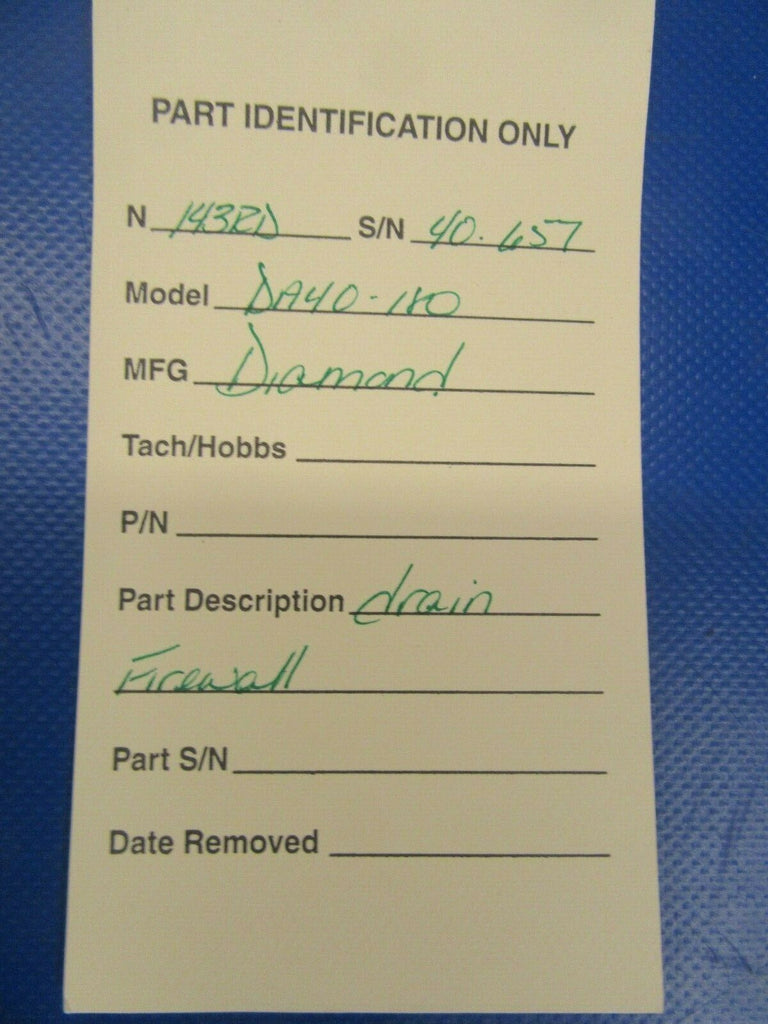 PART IDENTIFICATION ONLY
N 143RD S/N 40.657
Model DA40-180
MFG Diamond
Tach/Hobbs
P/N
Part Description drain
Firewall
Part S/N
Date Removed